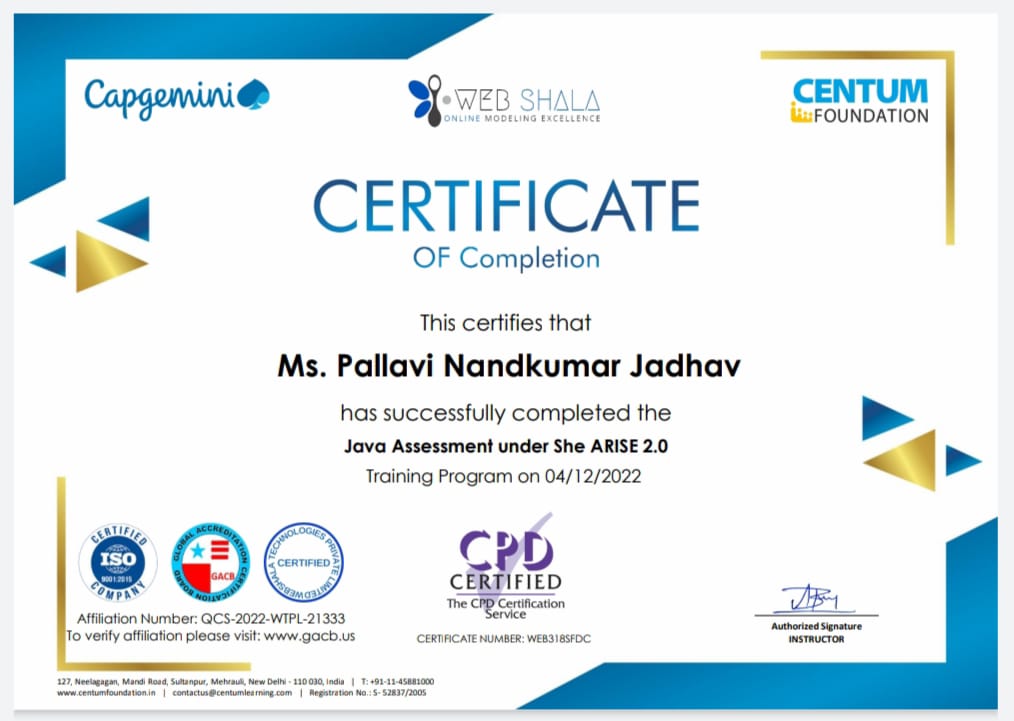 Capgemini
WEB SHALA
ONLINE MODELING EXCELLENCE
CENTUM
FOUNDATION
CERTIFICATE
OF Completion
This certifies that
Ms. Pallavi Nandkumar Jadhav
has successfully completed the
Java Assessment under She ARISE 2.0
Training Program on 04/12/2022
CERTIFIED
ISO
9001:2015
COMPANY
GLOBAL ACCREDITATION
GACB
CERTIFICATION BOARD
WEBSHALA TECHNOLOGIES PRIVATE LIMITED
CERTIFIED
CPD
CERTIFIED
The CPD Certification
Service
Affiliation Number: QCS-2022-WTPL-21333
To verify affiliation please visit: www.gacb.us
CERTIFICATE NUMBER: WEB318SFDC
Authorized Signature
INSTRUCTOR
127, Neelagagan, Mandi Road, Sultanpur, Mehrauli, New Delhi - 110 030, India | T: +91-11-45881000
www.centumfoundation.in | contactus@centumlearning.com | Registration No.: S- 52837/2005